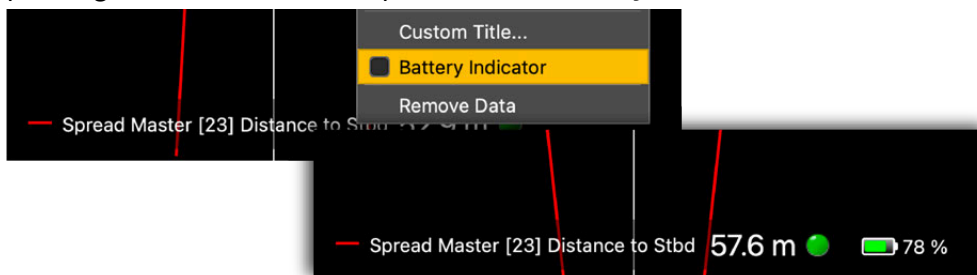 Custom Title...
Battery Indicator
Remove Data
Spread Master [23] Distance to Stbd
Spread Master [23] Distance to Stbd 57.6 m 78 %